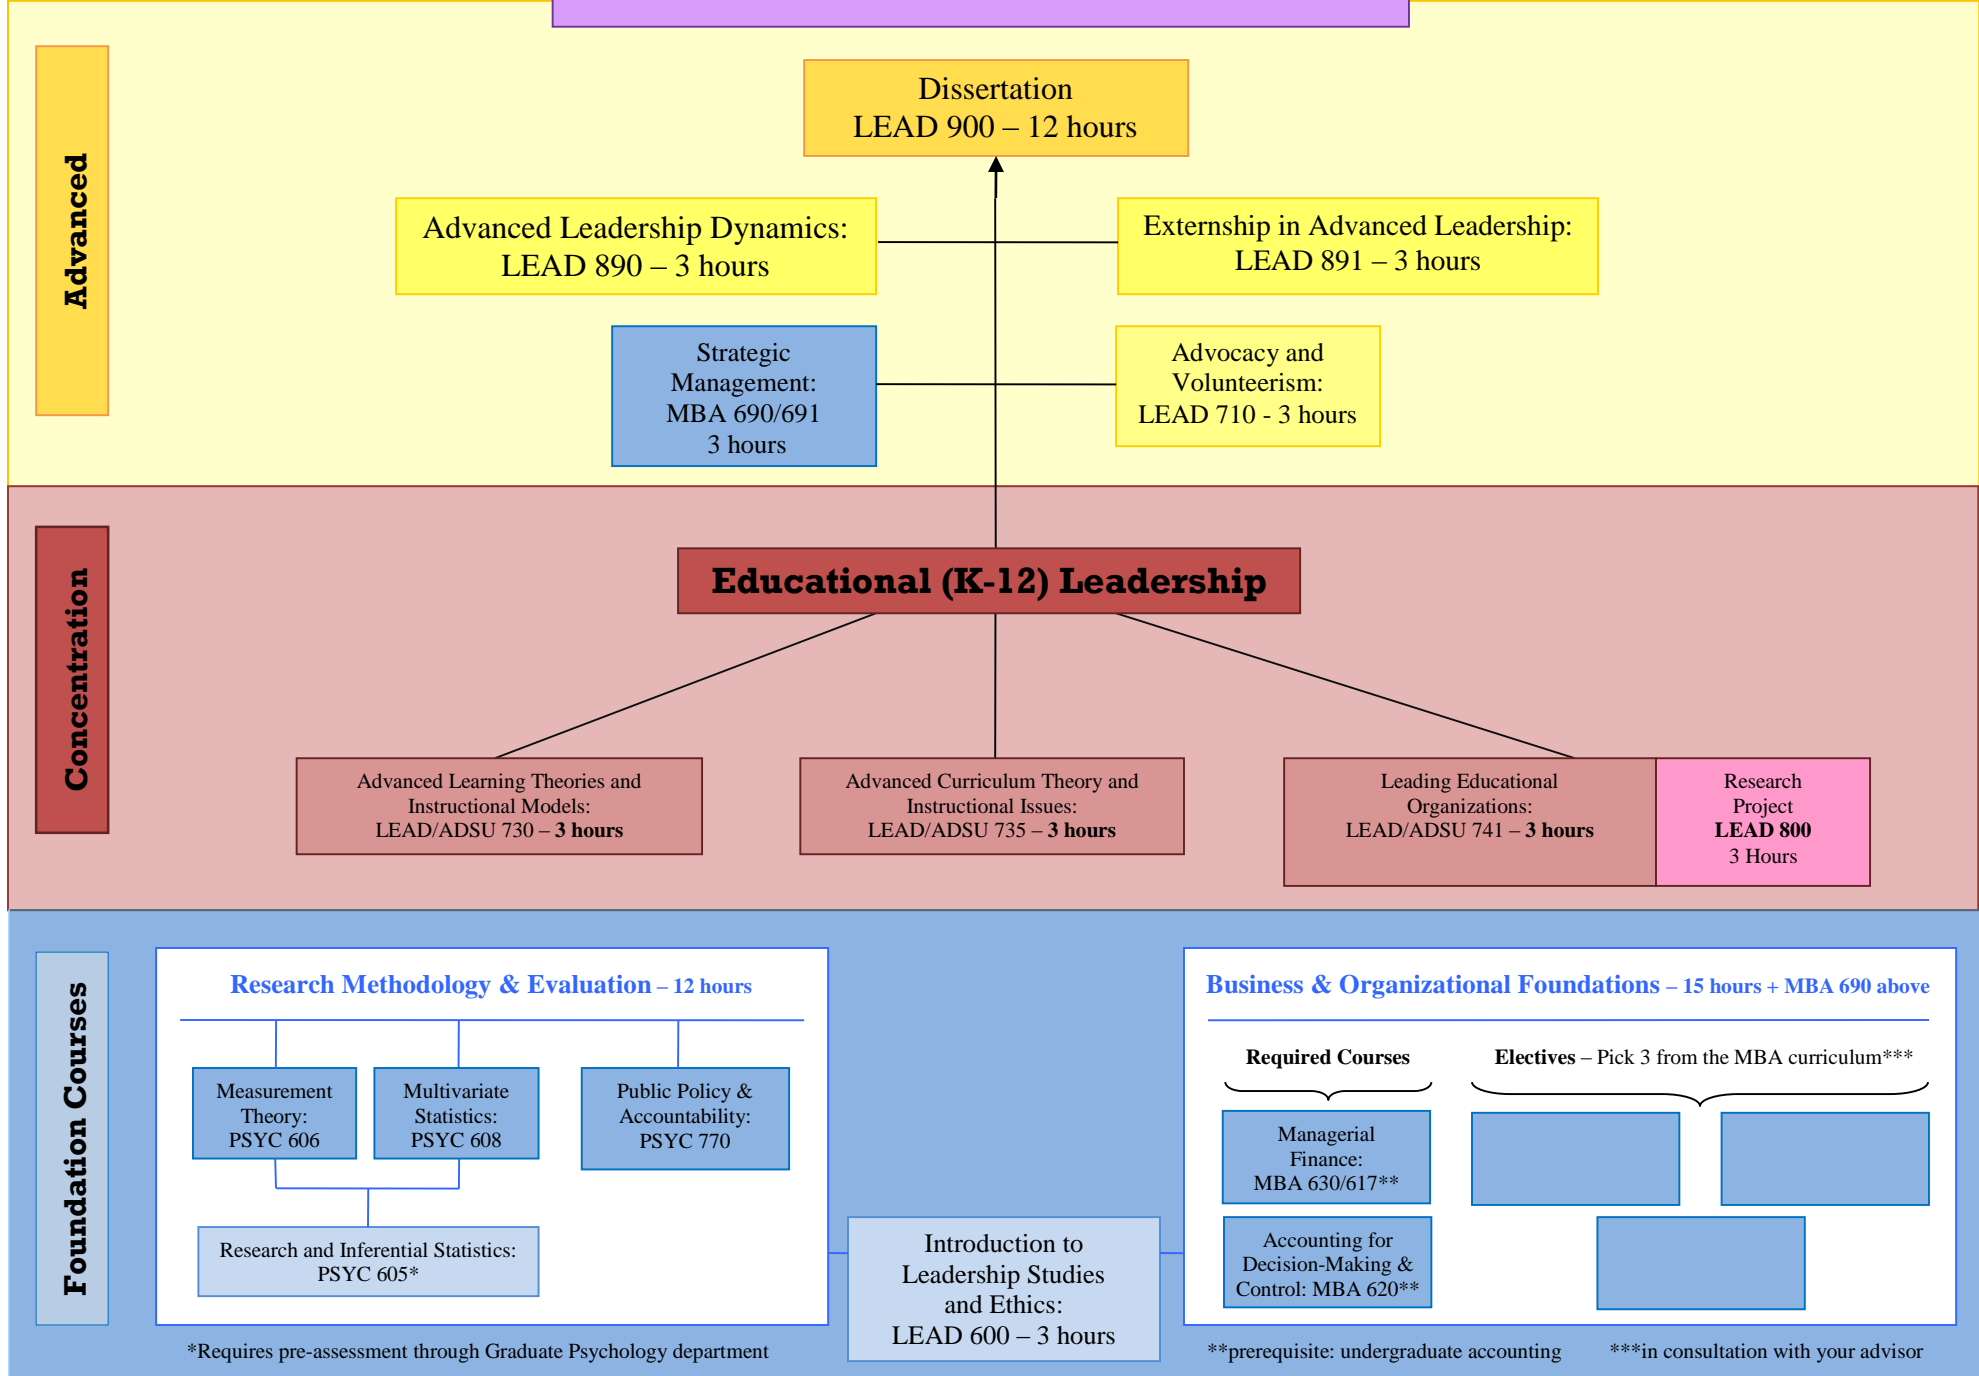 Advanced
Dissertation
LEAD 900 – 12 hours
Advanced Leadership Dynamics:
LEAD 890 – 3 hours
Externship in Advanced Leadership:
LEAD 891 – 3 hours
Strategic
Management:
MBA 690/691
3 hours
Advocacy and
Volunteerism:
LEAD 710 - 3 hours
Concentration
Educational (K-12) Leadership
Advanced Learning Theories and
Instructional Models:
LEAD/ADSU 730 – 3 hours
Advanced Curriculum Theory and
Instructional Issues:
LEAD/ADSU 735 – 3 hours
Leading Educational
Organizations:
LEAD/ADSU 741 – 3 hours
Research
Project
LEAD 800
3 Hours
Foundation Courses
Research Methodology & Evaluation – 12 hours
Measurement
Theory:
PSYC 606
Multivariate
Statistics:
PSYC 608
Public Policy &
Accountability:
PSYC 770
Research and Inferential Statistics:
PSYC 605*
*Requires pre-assessment through Graduate Psychology department
Introduction to
Leadership Studies
and Ethics:
LEAD 600 – 3 hours
Business & Organizational Foundations – 15 hours + MBA 690 above
Required Courses
Electives – Pick 3 from the MBA curriculum***
Managerial
Finance:
MBA 630/617**
Accounting for
Decision-Making &
Control: MBA 620**
**prerequisite: undergraduate accounting
***in consultation with your advisor